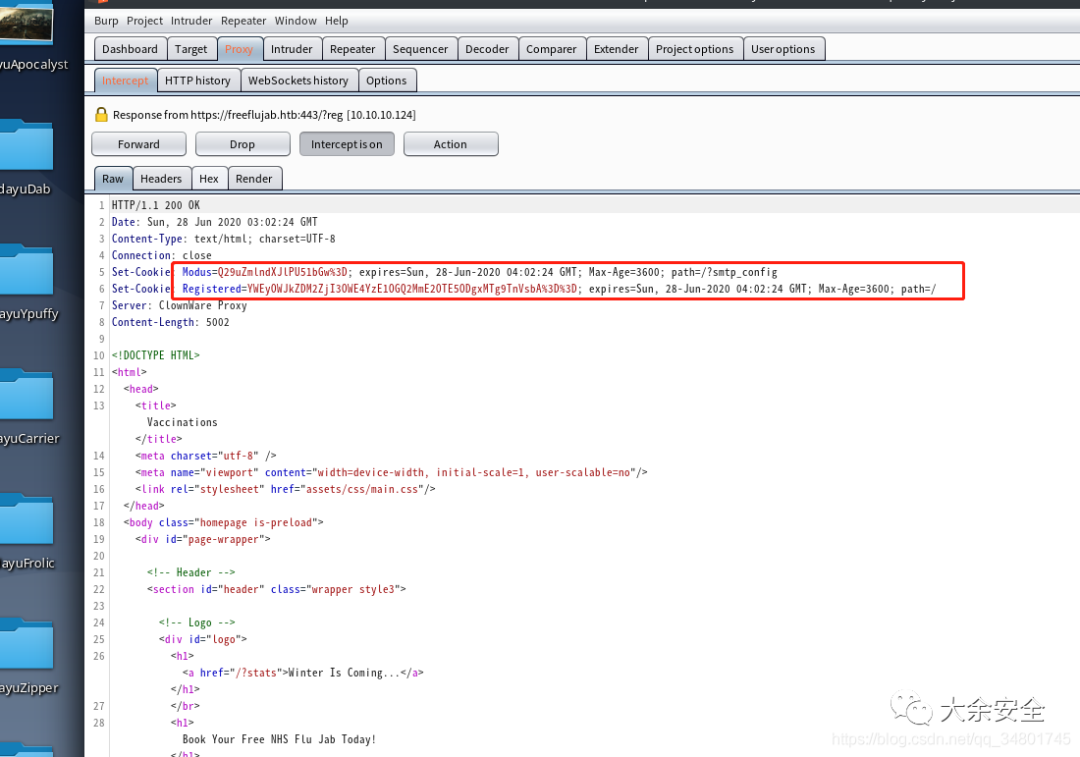 Burp Project Intruder Repeater Window Help
Dashboard Target Proxy Intruder Repeater Sequencer Decoder Comparer Extender Project options User options
Intercept HTTP history WebSockets history Options
Response from https://freeflujab.htb:443/?reg [10.10.10.124]
Forward Drop Intercept is on Action
Raw Headers Hex Render
1 HTTP/1.1 200 OK
2 Date: Sun, 28 Jun 2020 03:02:24 GMT
3 Content-Type: text/html; charset=UTF-8
4 Connection: close
5 Set-Cookie: Modus=Q29uZmlndXJlPU51bGw%3D; expires=Sun, 28-Jun-2020 04:02:24 GMT; Max-Age=3600; path=/?smtp_config
6 Set-Cookie: Registered=YWEyOWJkZDM2ZjI3OWE4YzE1OGQ2MmE2OTE5ODgxMTg9TnVsbA%3D%3D; expires=Sun, 28-Jun-2020 04:02:24 GMT; Max-Age=3600; path=/
7 Server: ClownWare Proxy
8 Content-Length: 5002
9
10 <!DOCTYPE HTML>
11 <html>
12 <head>
13 <title>
Vaccinations
</title>
14 <meta charset="utf-8" />
15 <meta name="viewport" content="width=device-width, initial-scale=1, user-scalable=no"/>
16 <link rel="stylesheet" href="assets/css/main.css"/>
17 </head>
18 <body class="homepage is-preload">
19 <div id="page-wrapper">
20
21 <!-- Header -->
22 <section id="header" class="wrapper style3">
23
24 <!-- Logo -->
25 <div id="logo">
26 <h1>
<a href="/?stats">Winter Is Coming...</a>
</h1>
27 </br>
28 <h1>
Book Your Free NHS Flu Jab Today!
</h1>
yuApocalyst
dayuDab
ayuYpuffy
ayuCarrier
ayuFrolic
ayuZipper
大余安全
https://blog.csdn.net/qq_34801745